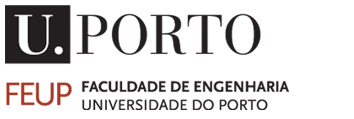 U. PORTO
FEUP FACULDADE DE ENGENHARIA
UNIVERSIDADE DO PORTO